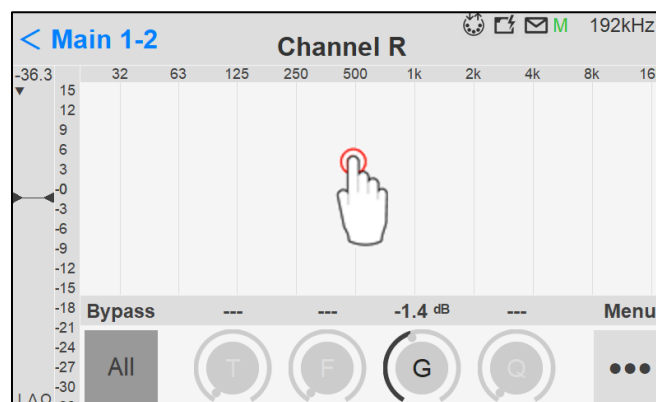 M 192kHz
< Main 1-2
Channel R
-36.3 32 63 125 250 500 1k 2k 4k 8k 16
15
12
9
6
3
-0
-3
-6
-9
-12
-15
-18 Bypass --- --- -1.4 dB --- Menu
-21
-24
-27 All T F G Q •••
-30